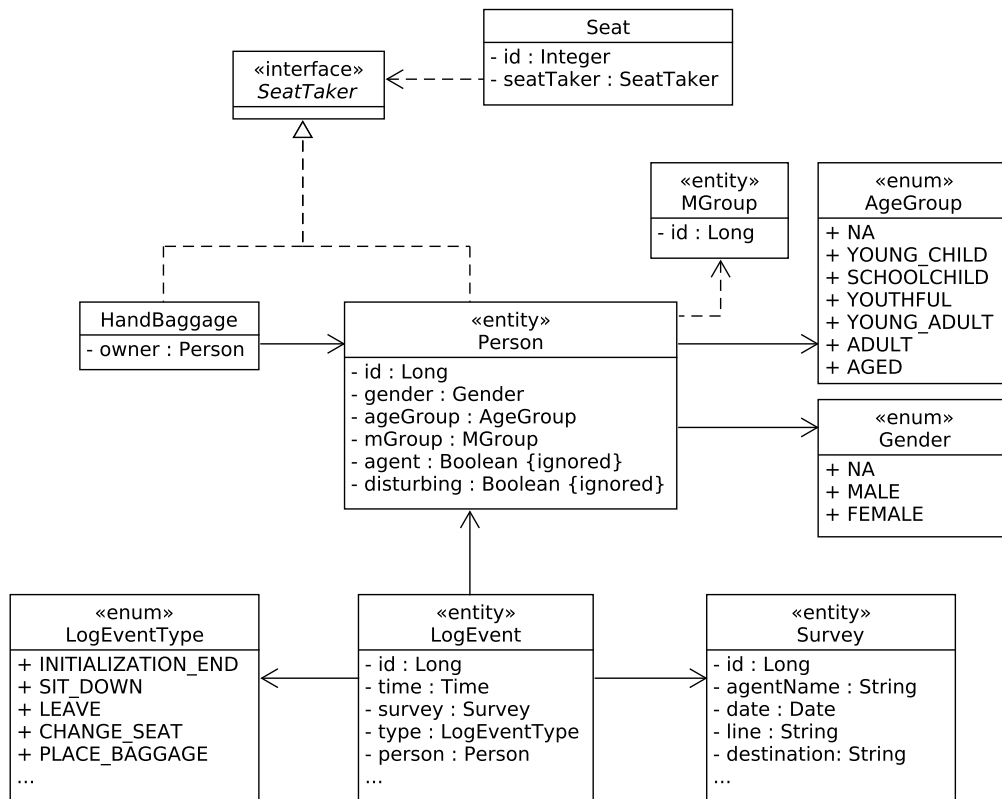 Seat
- id : Integer
- seatTaker : SeatTaker
«interface»
SeatTaker
«entity»
MGroup
- id : Long
«enum»
AgeGroup
+ NA
+ YOUNG_CHILD
+ SCHOOLCHILD
+ YOUTHFUL
+ YOUNG_ADULT
+ ADULT
+ AGED
HandBaggage
- owner : Person
«entity»
Person
- id : Long
- gender : Gender
- ageGroup : AgeGroup
- mGroup : MGroup
- agent : Boolean {ignored}
- disturbing : Boolean {ignored}
«enum»
Gender
+ NA
+ MALE
+ FEMALE
«enum»
LogEventType
+ INITIALIZATION_END
+ SIT_DOWN
+ LEAVE
+ CHANGE_SEAT
+ PLACE_BAGGAGE
...
«entity»
LogEvent
- id : Long
- time : Time
- survey : Survey
- type : LogEventType
- person : Person
...
«entity»
Survey
- id : Long
- agentName : String
- date : Date
- line : String
- destination: String
...